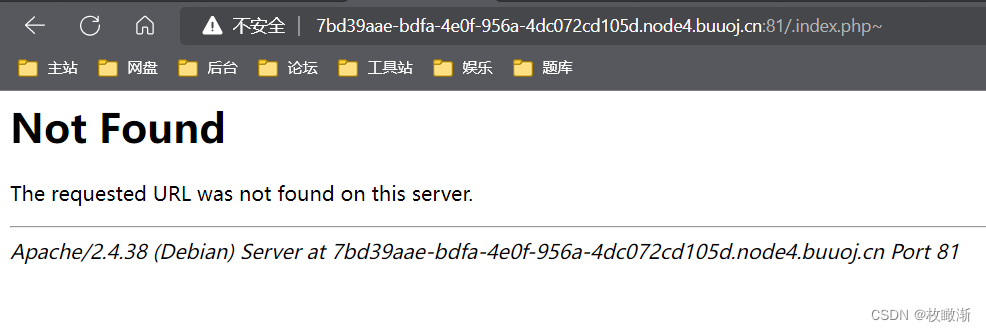 不安全 7bd39aae-bdfa-4e0f-956a-4dc072cd105d.node4.buuoj.cn:81/.index.php~
主站 网盘 后台 论坛 工具站 娱乐 题库
Not Found
The requested URL was not found on this server.
Apache/2.4.38 (Debian) Server at 7bd39aae-bdfa-4e0f-956a-4dc072cd105d.node4.buuoj.cn Port 81
CSDN @枚瞰渐